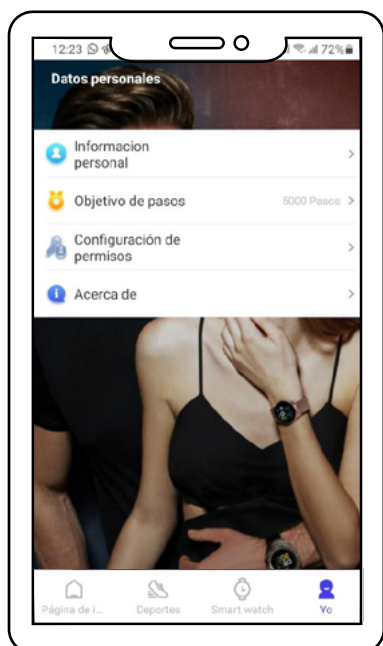 12:23
72%
Datos personales
Informacion
personal
Objetivo de pasos 5000 Pasos
Configuración de
permisos
Acerca de
Página de i... Deportes Smart watch Yo